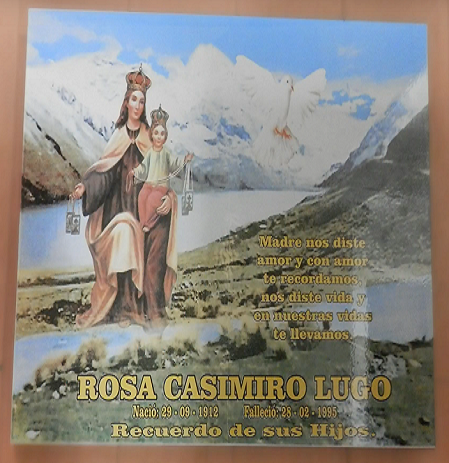 Madre nos diste
amor y con amor
te recordamos,
nos diste vida y
en nuestras vidas
te llevamos.
ROSA CASIMIRO LUGO
Nació: 29 - 09 - 1912 Falleció: 28 - 02 - 1995
Recuerdo de sus Hijos.